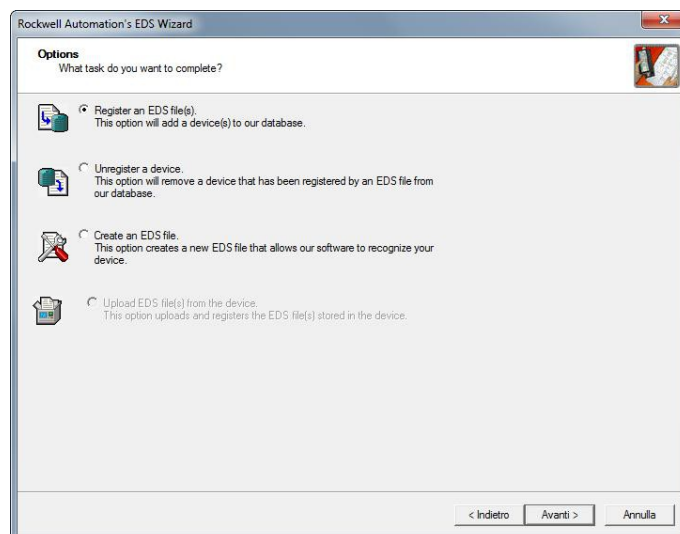 Rockwell Automation's EDS Wizard
Options
What task do you want to complete?
Register an EDS file(s).
This option will add a device(s) to our database.
Unregister a device.
This option will remove a device that has been registered by an EDS file from
our database.
Create an EDS file.
This option creates a new EDS file that allows our software to recognize your
device.
Upload EDS file(s) from the device.
This option uploads and registers the EDS file(s) stored in the device.
< Indietro
Avanti >
Annulla